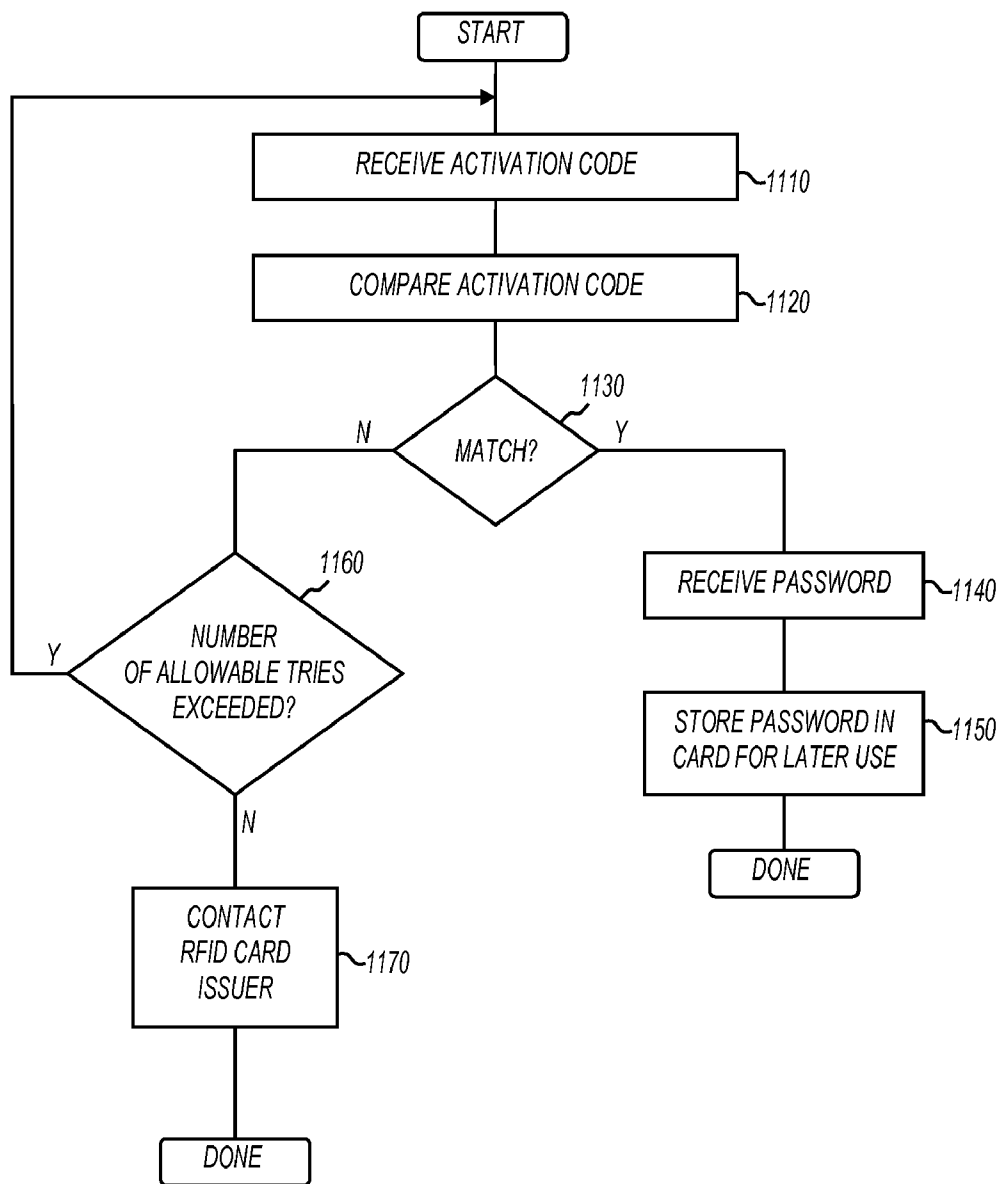 START
RECEIVE ACTIVATION CODE
1110
COMPARE ACTIVATION CODE
1120
1130
N
MATCH?
Y
1160
NUMBER
OF ALLOWABLE TRIES
EXCEEDED?
Y
N
RECEIVE PASSWORD
1140
STORE PASSWORD IN
CARD FOR LATER USE
1150
DONE
CONTACT
RFID CARD
ISSUER
1170
DONE